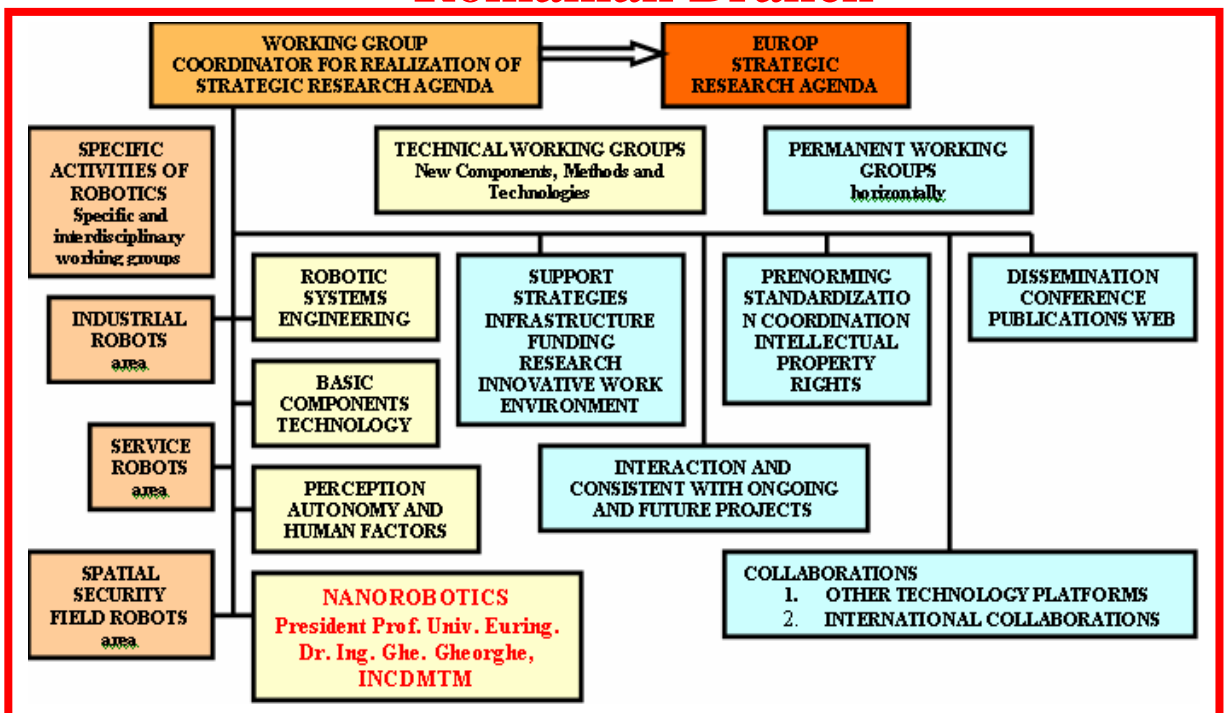 Romanian Branch
WORKING GROUP
COORDINATOR FOR REALIZATION OF
STRATEGIC RESEARCH AGENDA
EUROP
STRATEGIC
RESEARCH AGENDA
SPECIFIC
ACTIVITIES OF
ROBOTICS
Specific and
interdisciplinary
working groups
TECHNICAL WORKING GROUPS
New Components, Methods and
Technologies
PERMANENT WORKING
GROUPS
horizontally
ROBOTIC
SYSTEMS
ENGINEERING
SUPPORT
STRATEGIES
INFRASTRUCTURE
FUNDING
RESEARCH
INNOVATIVE WORK
ENVIRONMENT
PRENORMING
STANDARDIZATIO
N COORDINATION
INTELLECTUAL
PROPERTY
RIGHTS
DISSEMINATION
CONFERENCE
PUBLICATIONS WEB
INDUSTRIAL
ROBOTS
area
BASIC
COMPONENTS
TECHNOLOGY
SERVICE
ROBOTS
area
INTERACTION AND
CONSISTENT WITH ONGOING
AND FUTURE PROJECTS
PERCEPTION
AUTONOMY AND
HUMAN FACTORS
SPATIAL
SECURITY
FIELD ROBOTS
area
NANOROBOTICS
President Prof. Univ. Euring.
Dr. Ing. Ghe. Gheorghe,
INCDMTM
COLLABORATIONS
1. OTHER TECHNOLOGY PLATFORMS
2. INTERNATIONAL COLLABORATIONS